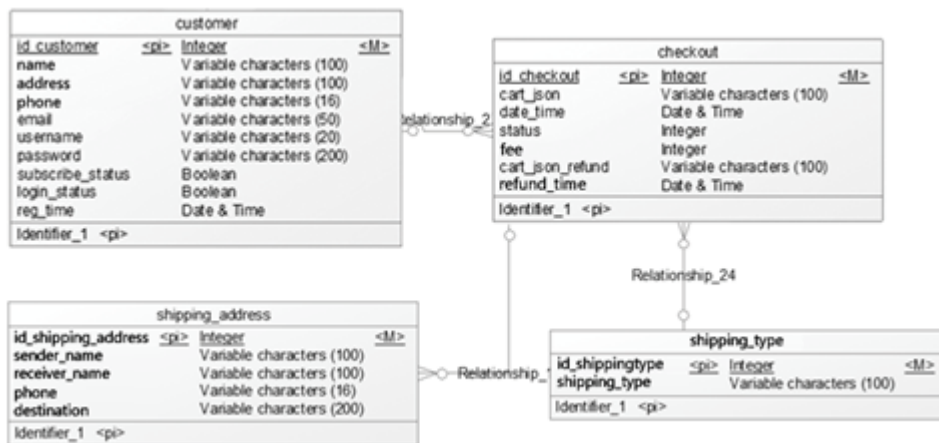 customer
id_customer <pi> Integer <M>
name Variable characters (100)
address Variable characters (100)
phone Variable characters (16)
email Variable characters (50)
username Variable characters (20)
password Variable characters (200)
subscribe_status Boolean
login_status Boolean
reg_time Date & Time
Identifier_1 <pi>
elationship_2
checkout
id_checkout <pi> Integer <M>
cart_json Variable characters (100)
date_time Date & Time
status Integer
fee Integer
cart_json_refund Variable characters (100)
refund_time Date & Time
Identifier_1 <pi>
Relationship_24
shipping_address
id_shipping_address <pi> Integer <M>
sender_name Variable characters (100)
receiver_name Variable characters (100)
phone Variable characters (16)
destination Variable characters (200)
Identifier_1 <pi>
Relationship_
shipping_type
id_shippingtype <pi> Integer <M>
shipping_type Variable characters (100)
Identifier_1 <pi>